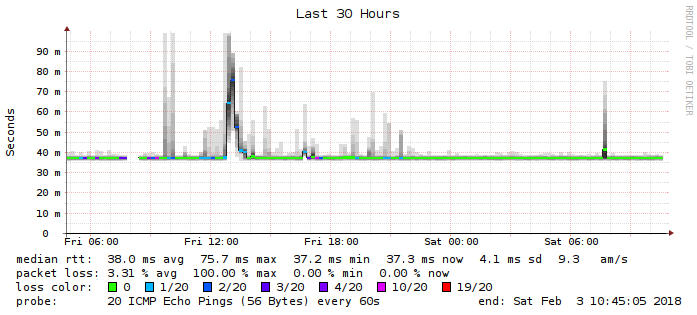 Last 30 Hours
RRDTOOL / TOBI OETIKER
Seconds
90 m
80 m
70 m
60 m
50 m
40 m
30 m
20 m
10 m
0
Fri 06:00 Fri 12:00 Fri 18:00 Sat 00:00 Sat 06:00
median rtt: 38.0 ms avg 75.7 ms max 37.2 ms min 37.3 ms now 4.1 ms sd 9.3 am/s
packet loss: 3.31 % avg 100.00 % max 0.00 % min 0.00 % now
loss color: 0 1/20 2/20 3/20 4/20 10/20 19/20
probe: 20 ICMP Echo Pings (56 Bytes) every 60s end: Sat Feb 3 10:45:05 2018